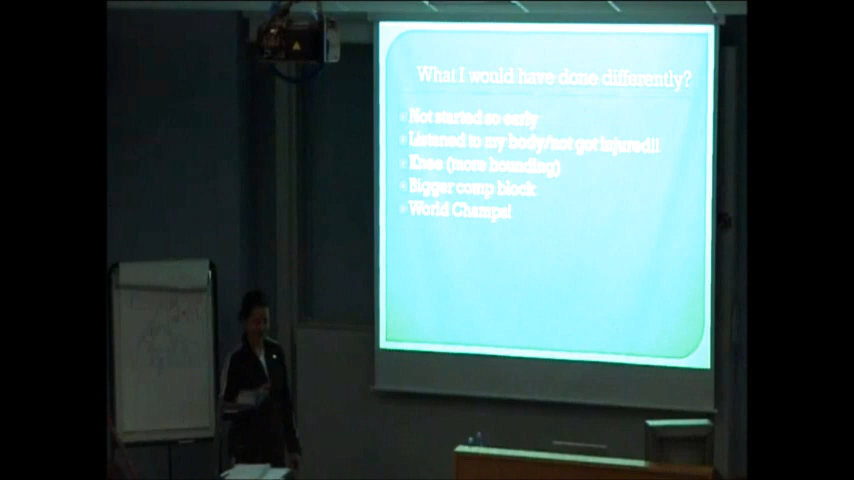 What I would have done differently?
Not started so early
Listened to my body/not got injured!!
Knee (more bounding)
Bigger comp block
World Champs!